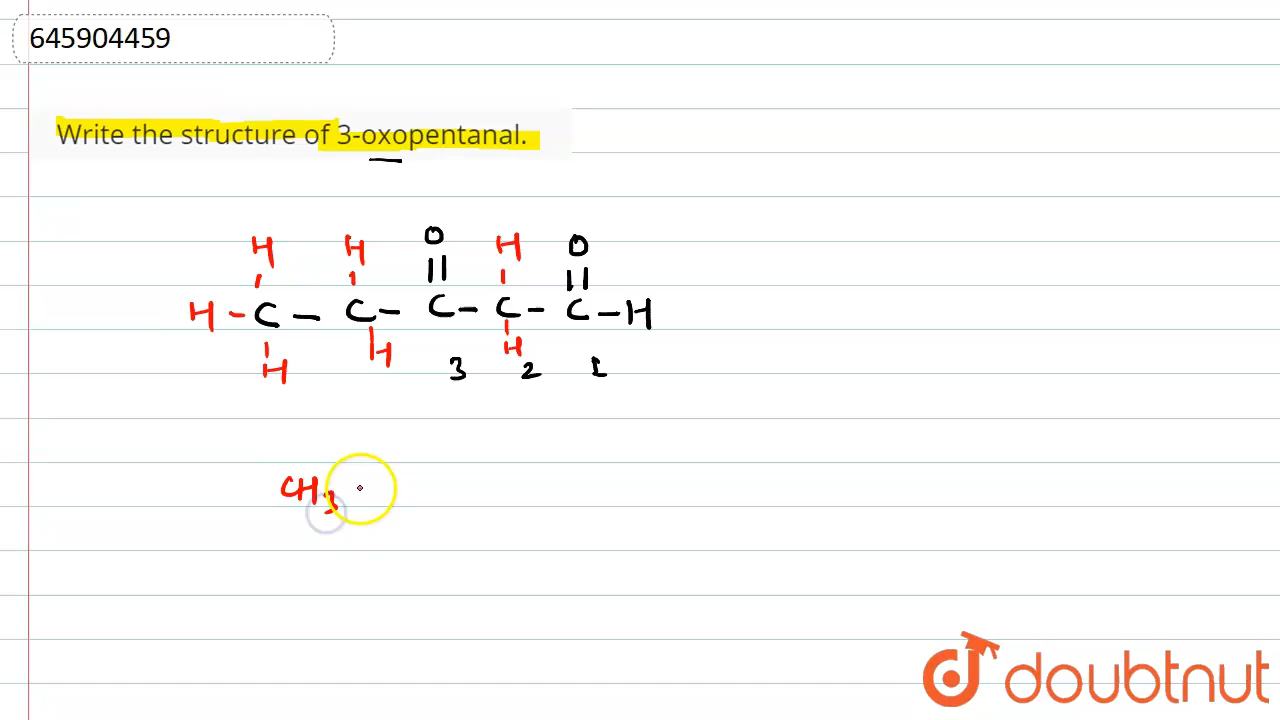 645904459
Write the structure of 3-oxopentanal.
H H O H O
H - C - C - C - C - C - H
H H H
3 2 1
CH3
doubtnut